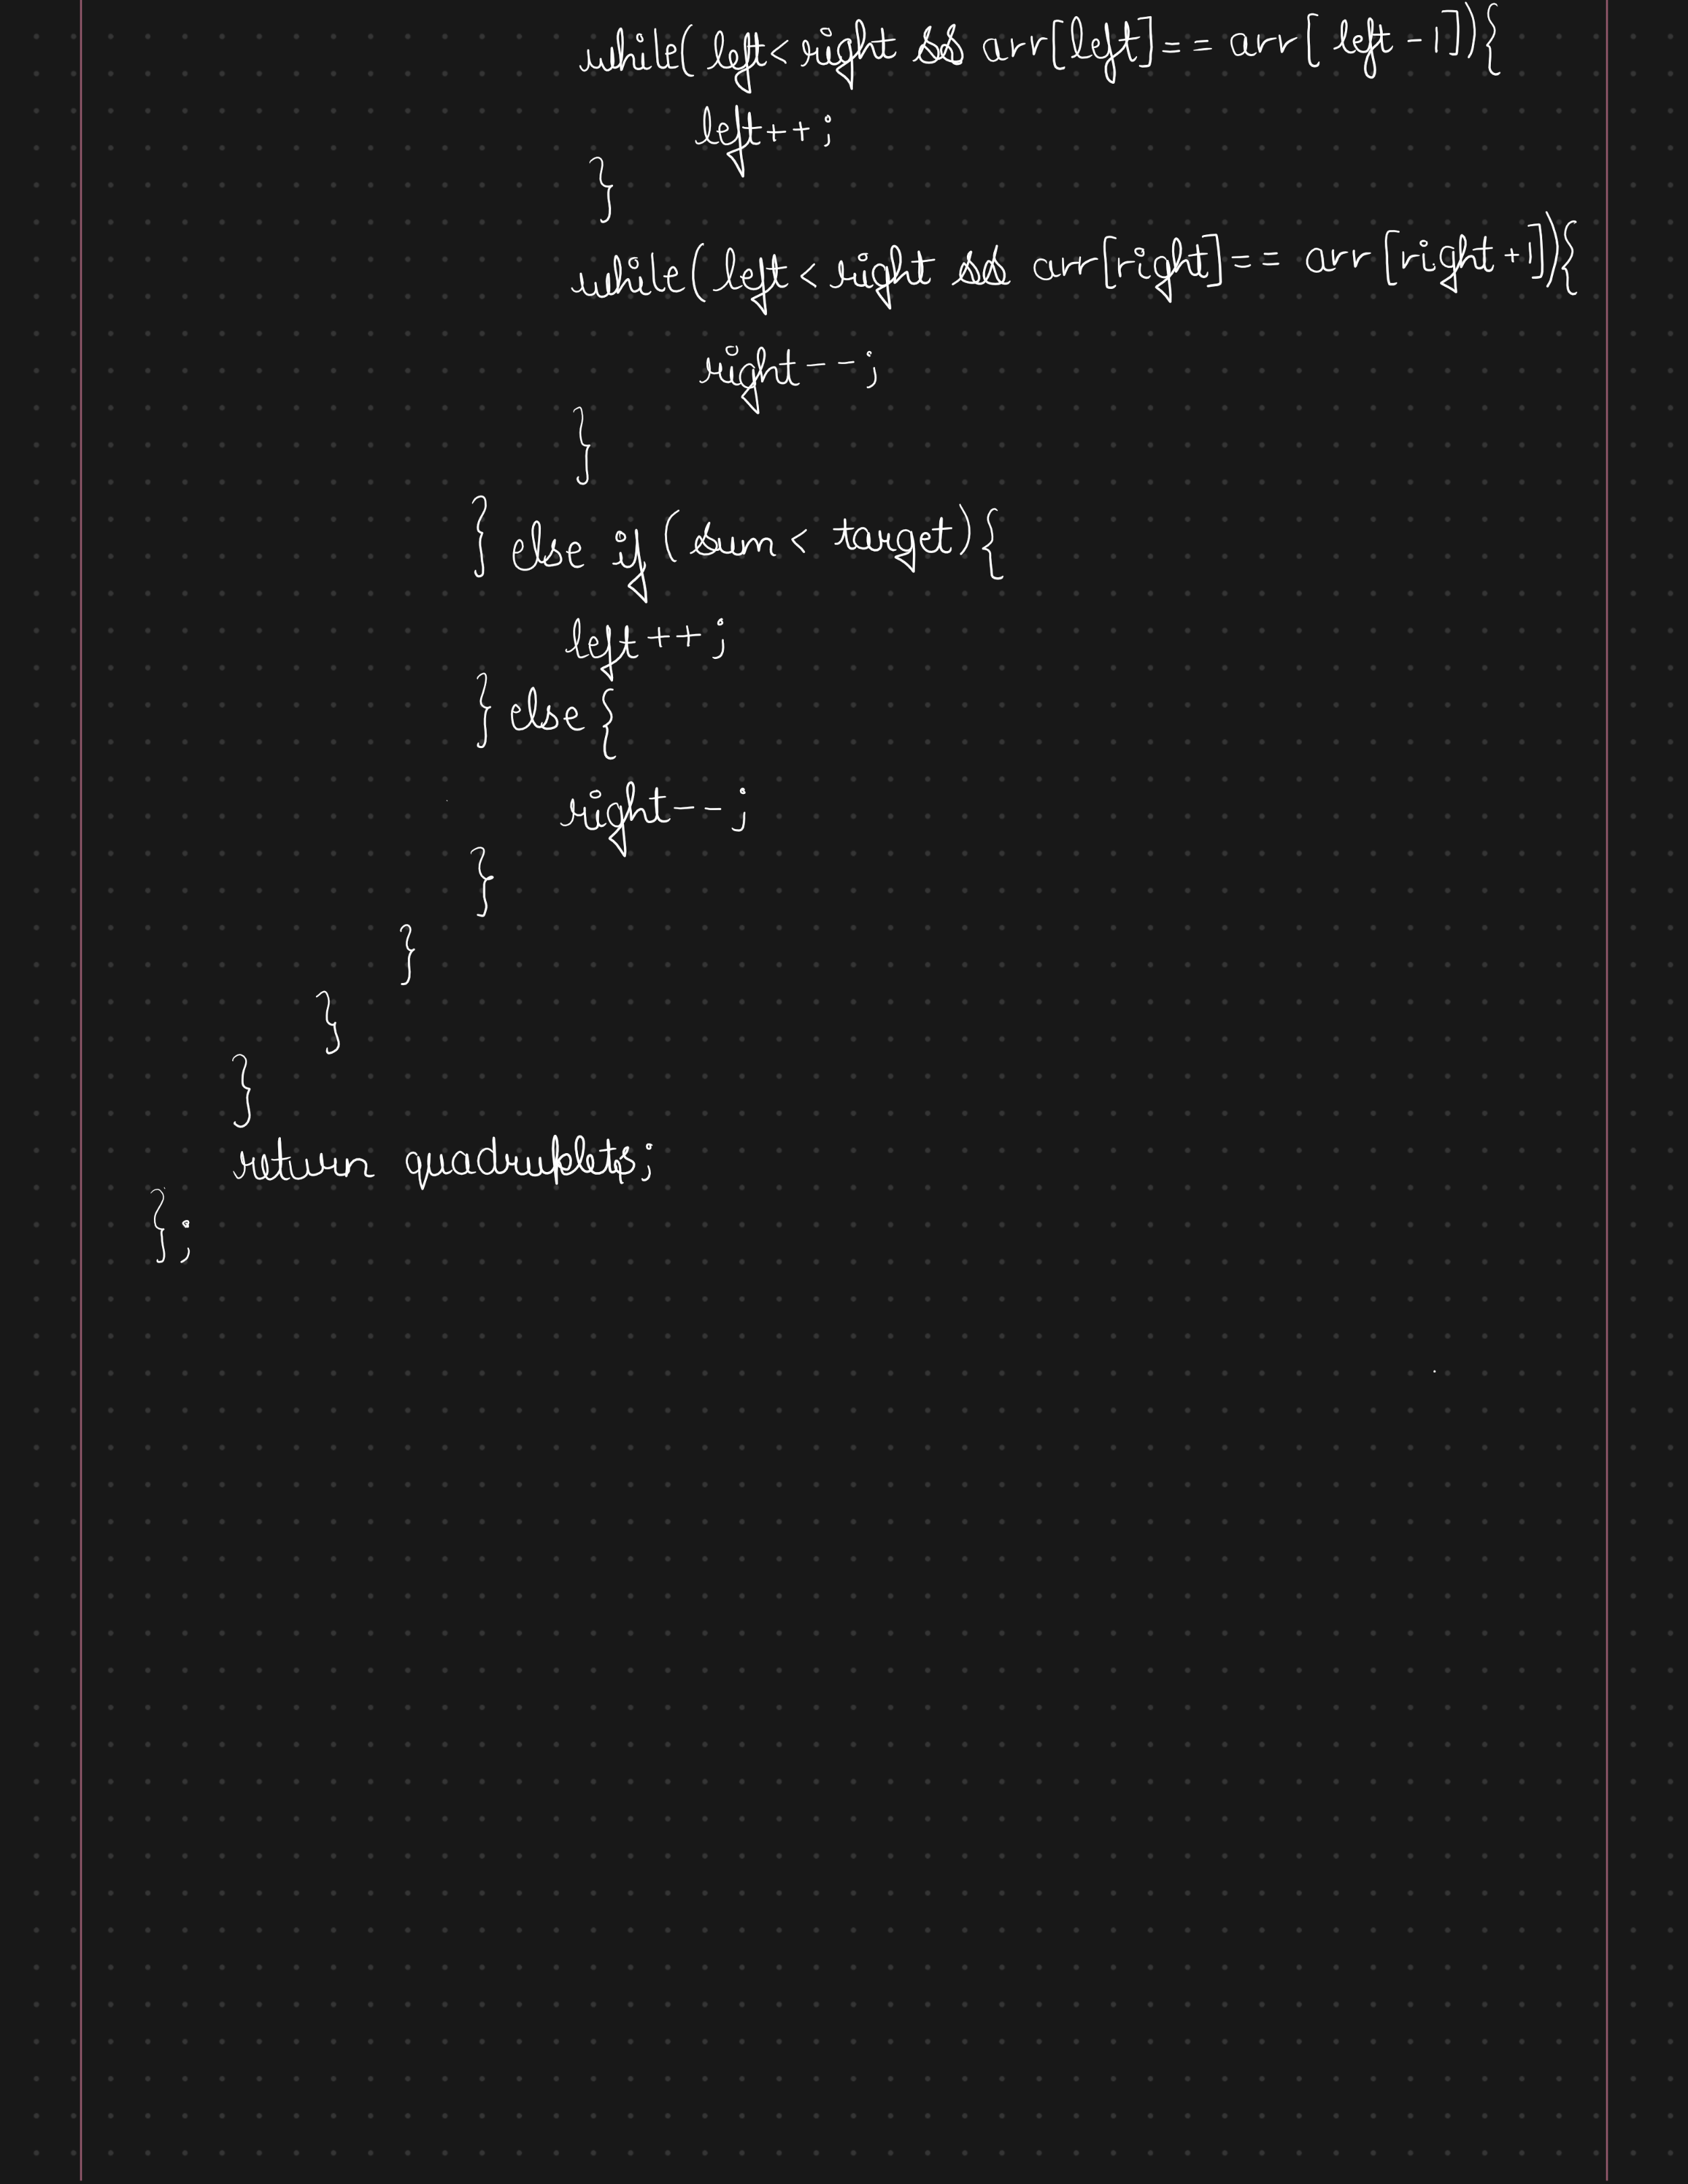 while( left< right && arr[left]== arr[ left -1]){
left++;
}
while( left < right && arr[right]== arr [right +1]){
right--;
}
} else if (sum < target){
left ++;
} else {
right--;
}
}
}
}
return quadruplets;
};